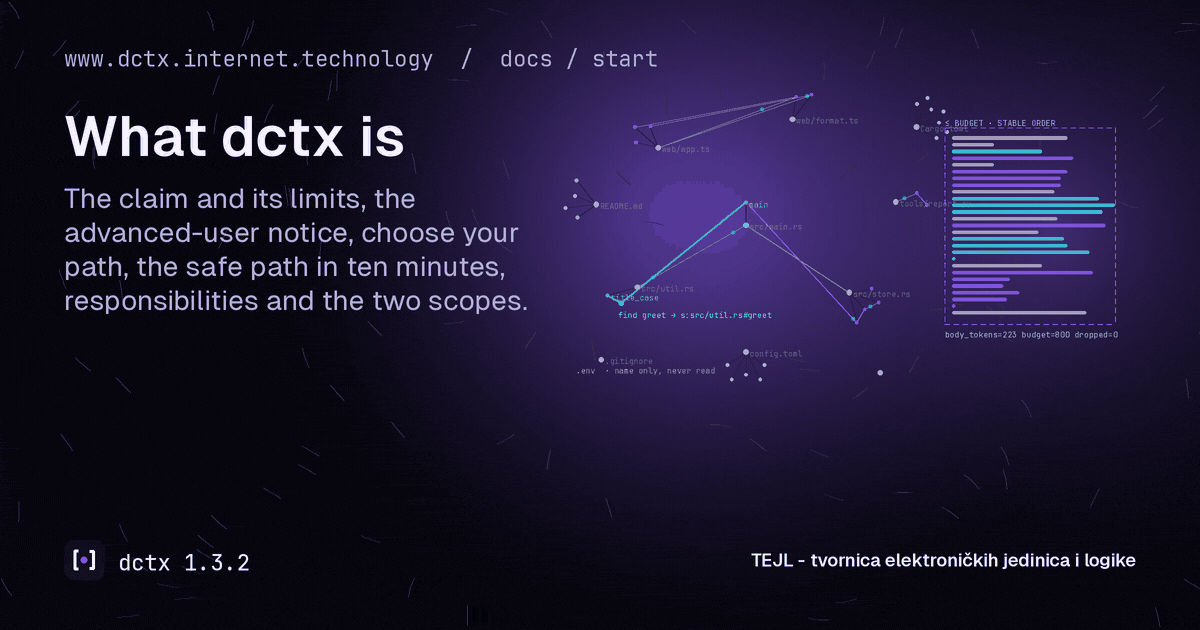 www.dctx.internet.technology / docs / start
What dctx is
The claim and its limits, the
advanced-user notice, choose your
path, the safe path in ten minutes,
responsibilities and the two scopes.
web/format.ts
web/app.ts
≤ BUDGET · STABLE ORDER
README.md
main
src/main.rs
src/util.rs
title_case
src/store.rs
find greet → s:src/util.rs#greet
body_tokens=223 budget=800 dropped=0
.gitignore
config.toml
.env · name only, never read
[•] dctx 1.3.2
TEJL - tvornica elektroničkih jedinica i logike